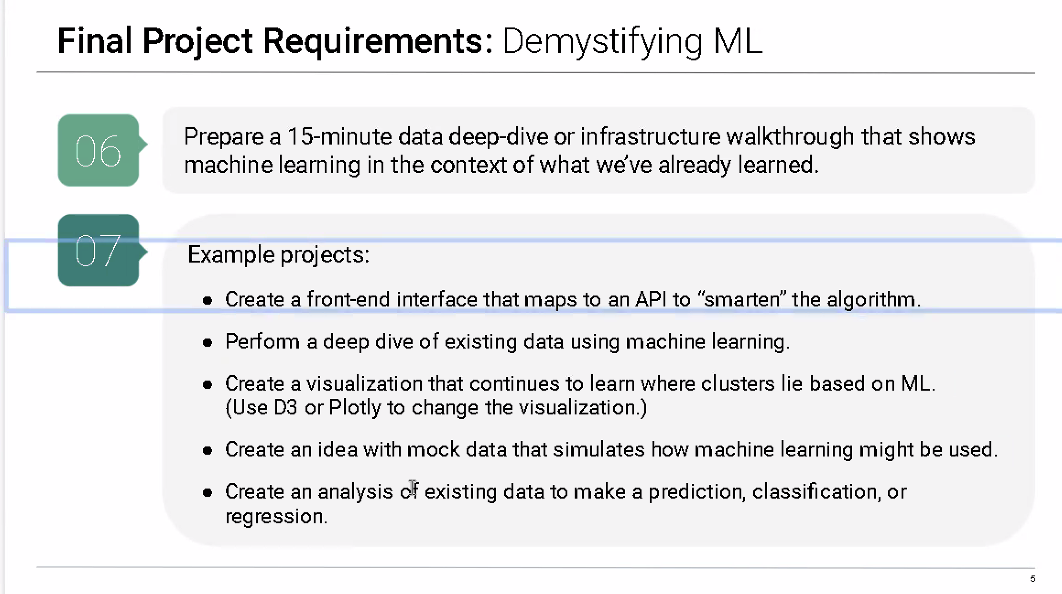 Final Project Requirements: Demystifying ML
06
Prepare a 15-minute data deep-dive or infrastructure walkthrough that shows
machine learning in the context of what we’ve already learned.
07
Example projects:
● Create a front-end interface that maps to an API to “smarten” the algorithm.
● Perform a deep dive of existing data using machine learning.
● Create a visualization that continues to learn where clusters lie based on ML.
(Use D3 or Plotly to change the visualization.)
● Create an idea with mock data that simulates how machine learning might be used.
● Create an analysis of existing data to make a prediction, classification, or
regression.
5